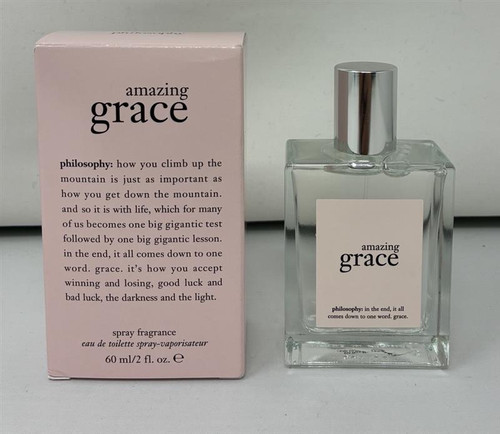 amazing
grace
philosophy: how you climb up the
mountain is just as important as
how you get down the mountain.
and so it is with life, which for many
of us becomes one big gigantic test
followed by one big gigantic lesson.
in the end, it all comes down to one
word. grace. it's how you accept
winning and losing, good luck and
bad luck, the darkness and the light.
spray fragrance
eau de toilette spray-vaporisateur
60 ml/2 fl. oz. ℮
amazing
grace
philosophy: in the end, it all
comes down to one word. grace.